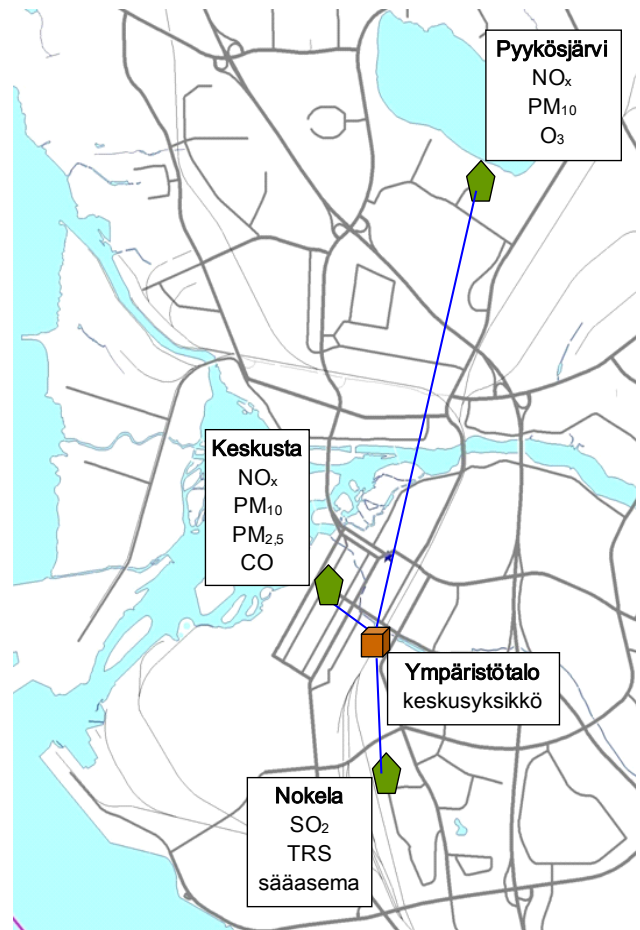 Pyykösjärvi
NOx
PM10
O3
Keskusta
NOx
PM10
PM2,5
CO
Ympäristötalo
keskusyksikkö
Nokela
SO2
TRS
sääasema